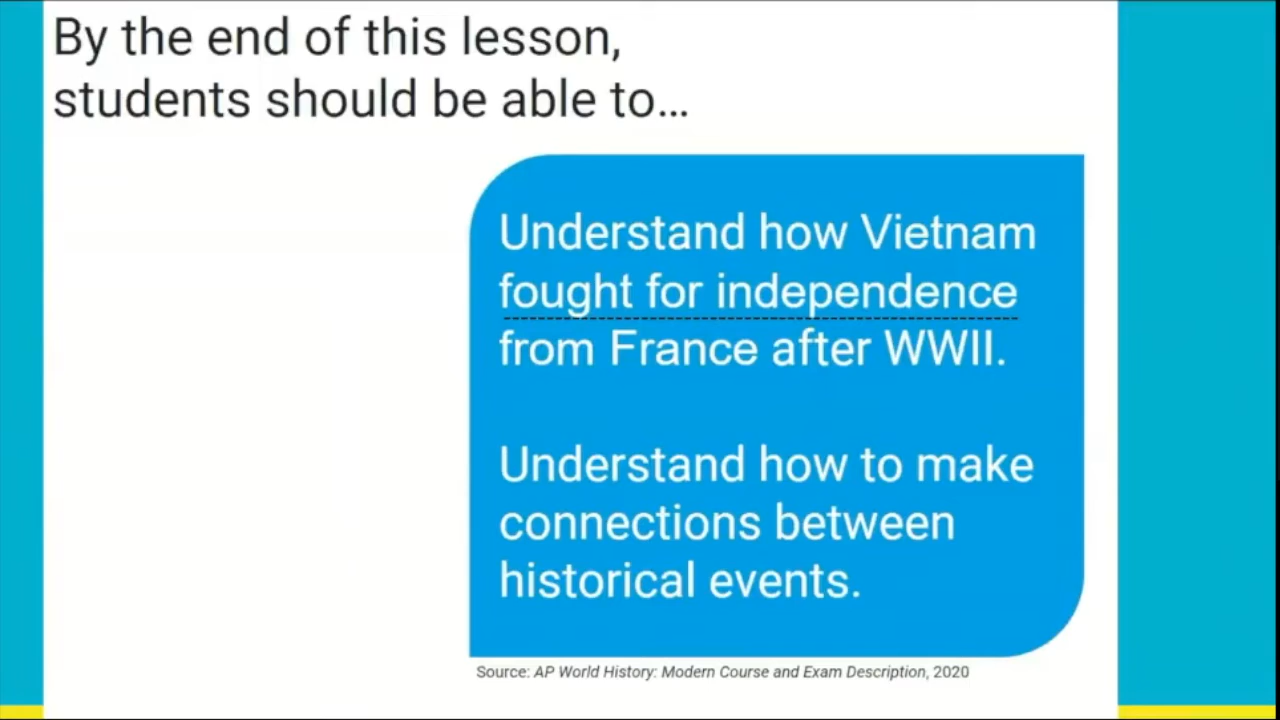 By the end of this lesson,
students should be able to…
Understand how Vietnam
fought for independence
from France after WWII.
Understand how to make
connections between
historical events.
Source: AP World History: Modern Course and Exam Description, 2020